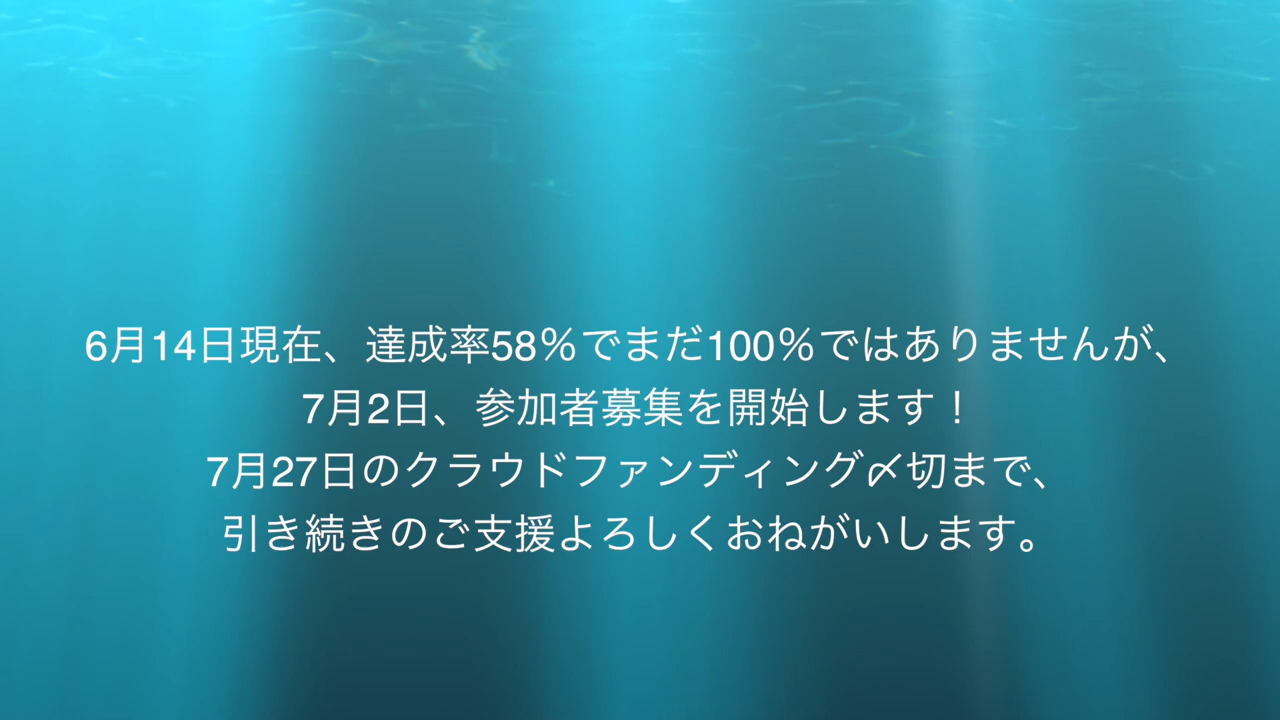 6月14日現在、達成率58％でまだ100％ではありませんが、
7月2日、参加者募集を開始します！
7月27日のクラウドファンディング〆切まで、
引き続きのご支援よろしくおねがいします。